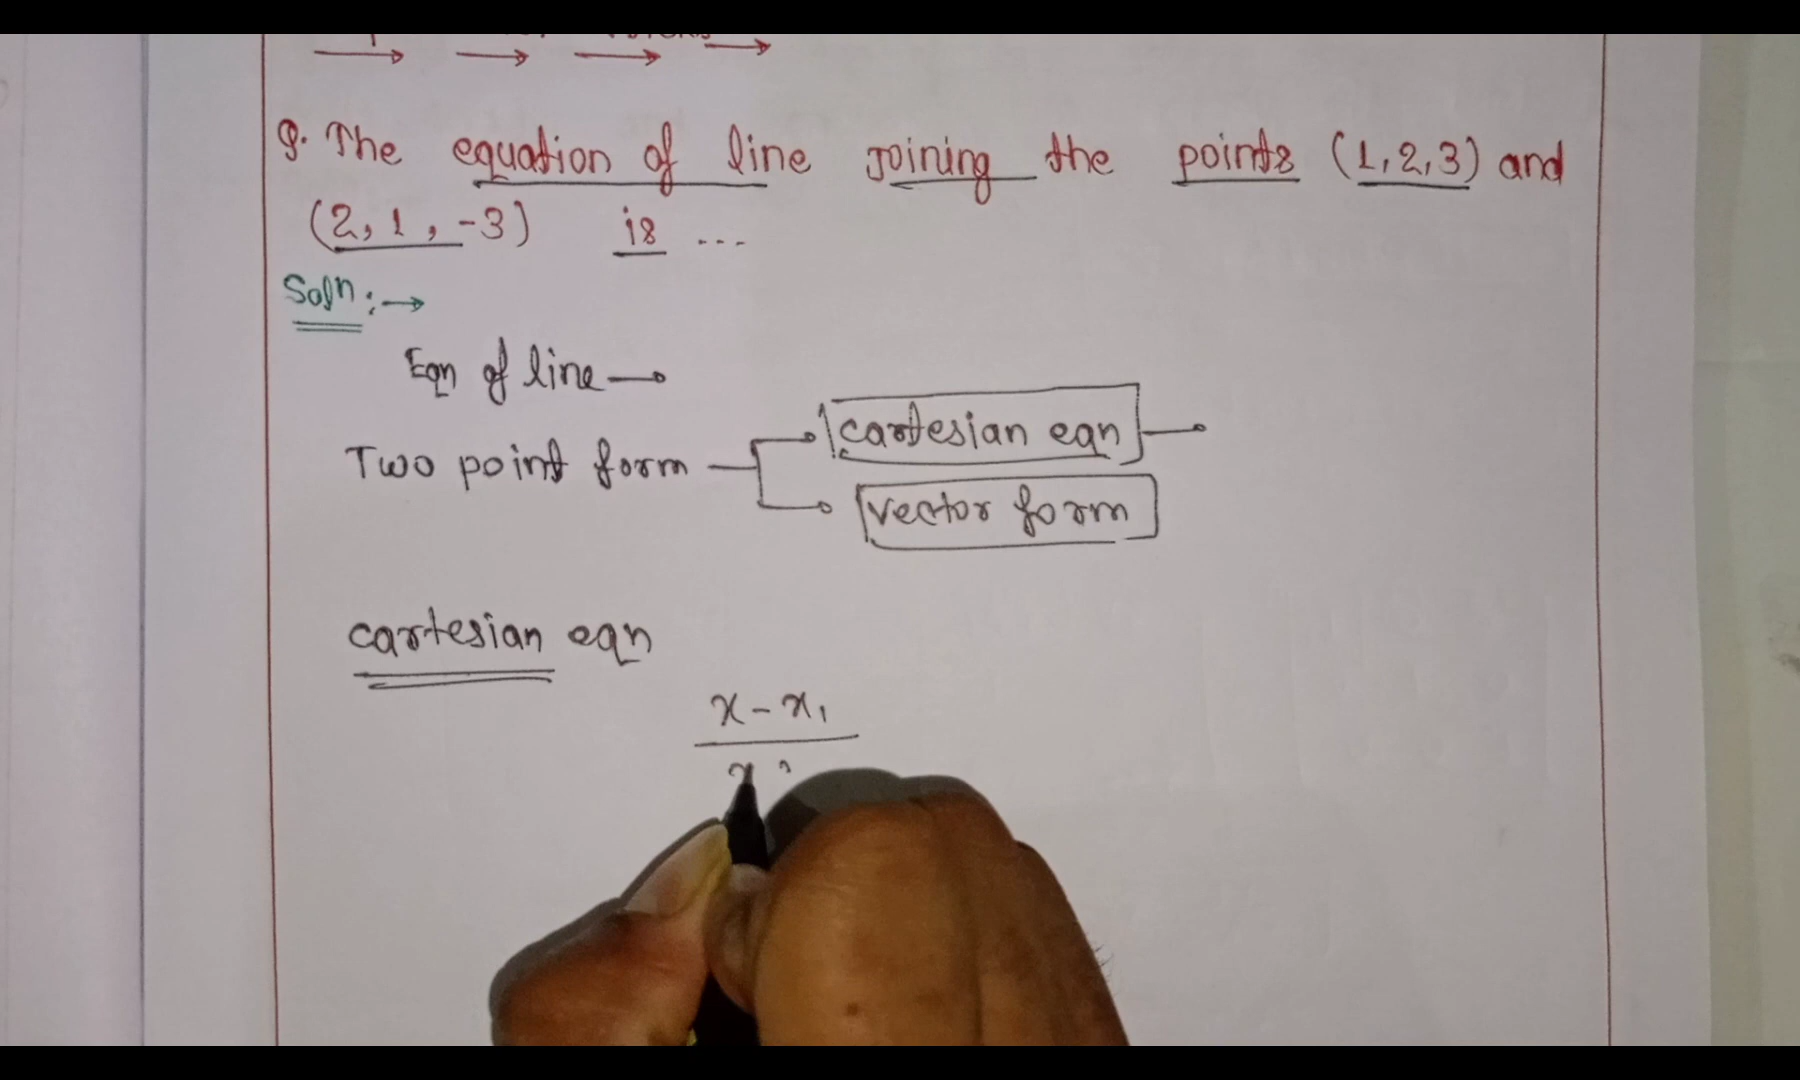 Q. The equation of line joining the points (1,2,3) and
(2, 1, -3) is ...
Soln :→
Eqn of line
Two point form
cartesian eqn
vector form
cartesian eqn
x - x₁
x